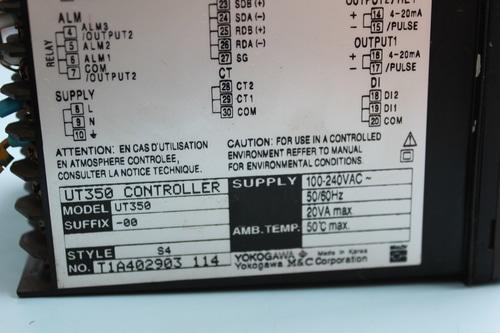 ALM
RELAY
4 ALM3
/OUTPUT2
5 ALM2
6 ALM1
7 COM
/OUTPUT2
SUPPLY
8 L
9 N
10
23 SDB (+)
24 SDA (-)
25 RDB (+)
26 RDA (-)
27 SG
CT
28 CT2
29 CT1
30 COM
+ 14 4-20mA
- 15 /PULSE
OUTPUT1
+ 16 4-20mA
- 17 /PULSE
DI
18 DI2
19 DI1
20 COM
ATTENTION: EN CAS D'UTILISATION
EN ATMOSPHERE CONTROLEE,
CONSULTER LA NOTICE TECHNIQUE.
CAUTION: FOR USE IN A CONTROLLED
ENVIRONMENT REFER TO MANUAL
FOR ENVIRONMENTAL CONDITIONS.
UT350 CONTROLLER
MODEL UT350
SUFFIX -00
STYLE S4
NO. T1A402903 114
SUPPLY 100-240VAC ~
50/60Hz
20VA max.
AMB. TEMP. 50°C max.
YOKOGAWA Made in Korea
Yokogawa M&C Corporation